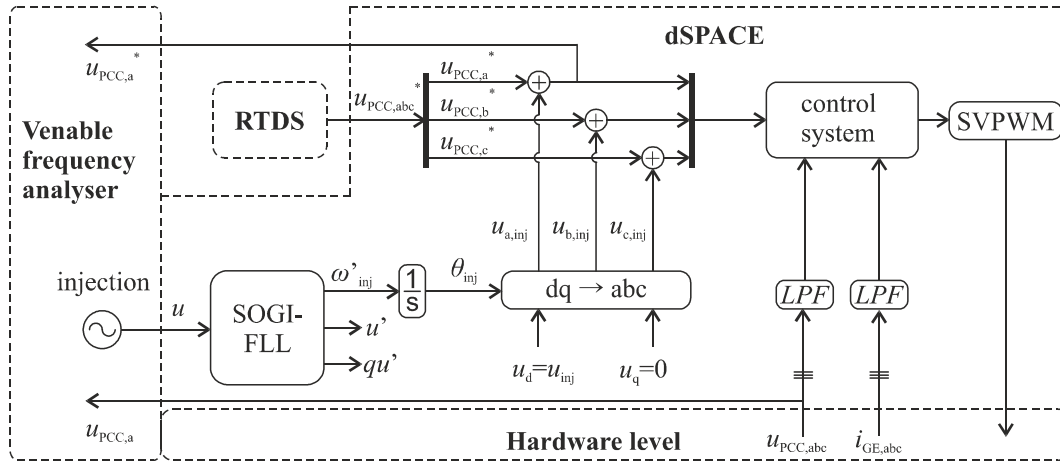 dSPACE
u_PCC,a*
RTDS
u_PCC,abc*
u_PCC,a*
u_PCC,b*
u_PCC,c*
control
system
SVPWM
Venable
frequency
analyser
u_a,inj
u_b,inj
u_c,inj
injection
u
SOGI-
FLL
ω'_inj
u'
qu'
1
s
θ_inj
dq → abc
LPF
LPF
u_d=u_inj
u_q=0
u_PCC,a
Hardware level
u_PCC,abc
i_GE,abc